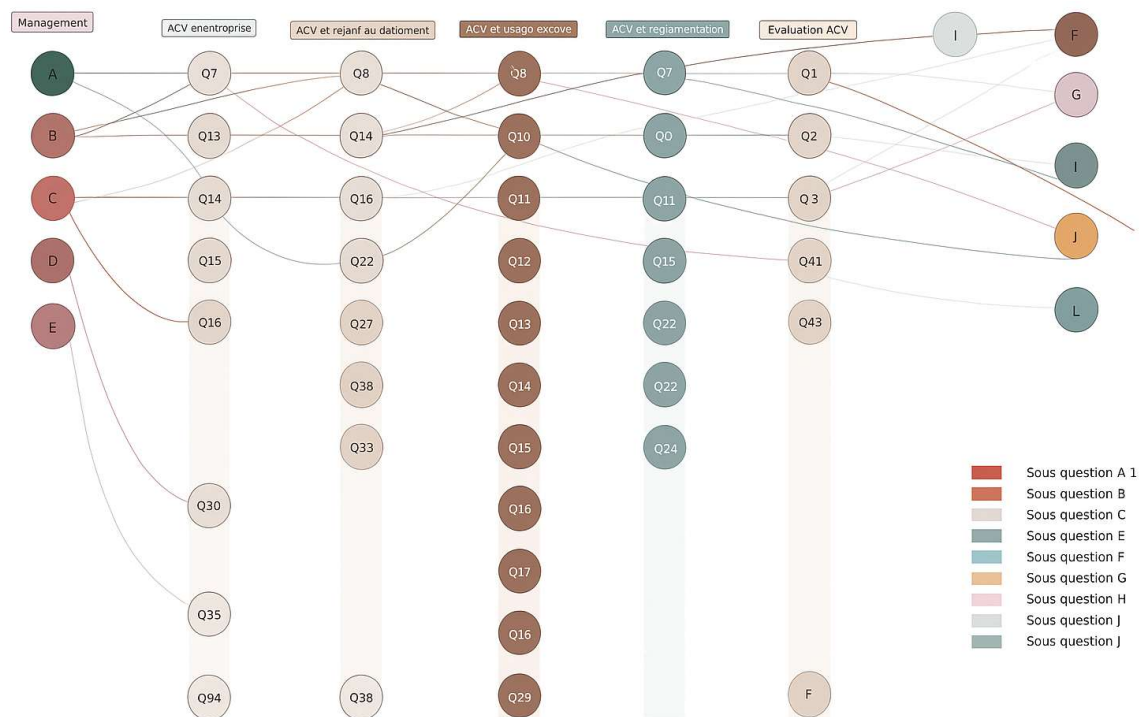 Management
ACV enentroprise
ACV et rejanf au datioment
ACV et usago excove
ACV et regiamentation
Evaluation ACV
I
F
A
Q7
Q8
Q8
Q7
Q1
G
B
Q13
Q14
Q10
Q0
Q2
I
C
Q14
Q16
Q11
Q11
Q 3
J
D
Q15
Q22
Q12
Q15
Q41
L
E
Q16
Q27
Q13
Q22
Q43
Q38
Q14
Q22
Q33
Q15
Q24
Q30
Q16
Q17
Q35
Q16
Q94
Q38
Q29
F
Sous question A 1
Sous question B
Sous question C
Sous question E
Sous question F
Sous question G
Sous question H
Sous question J
Sous question J